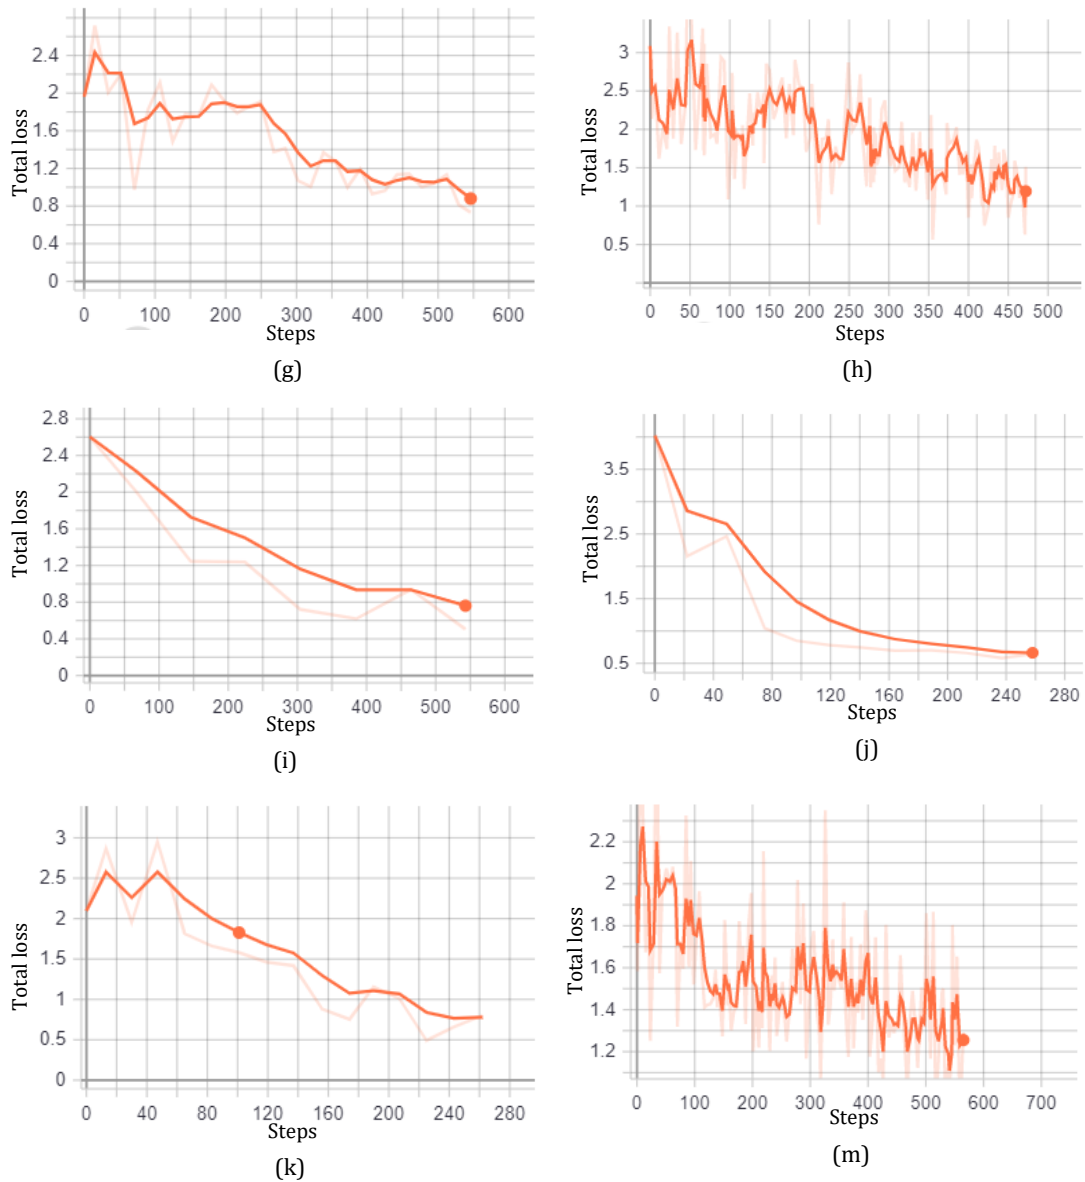 Total loss
2.4
2
1.6
1.2
0.8
0.4
0
0 100 200 300 400 500 600
Steps
(g)
Total loss
3
2.5
2
1.5
1
0.5
0 50 100 150 200 250 300 350 400 450 500
Steps
(h)
Total loss
2.8
2.4
2
1.6
1.2
0.8
0.4
0
0 100 200 300 400 500 600
Steps
(i)
Total loss
3.5
2.5
1.5
0.5
0 40 80 120 160 200 240 280
Steps
(j)
Total loss
3
2.5
2
1.5
1
0.5
0
0 40 80 120 160 200 240 280
Steps
(k)
Total loss
2.2
2
1.8
1.6
1.4
1.2
0 100 200 300 400 500 600 700
Steps
(m)